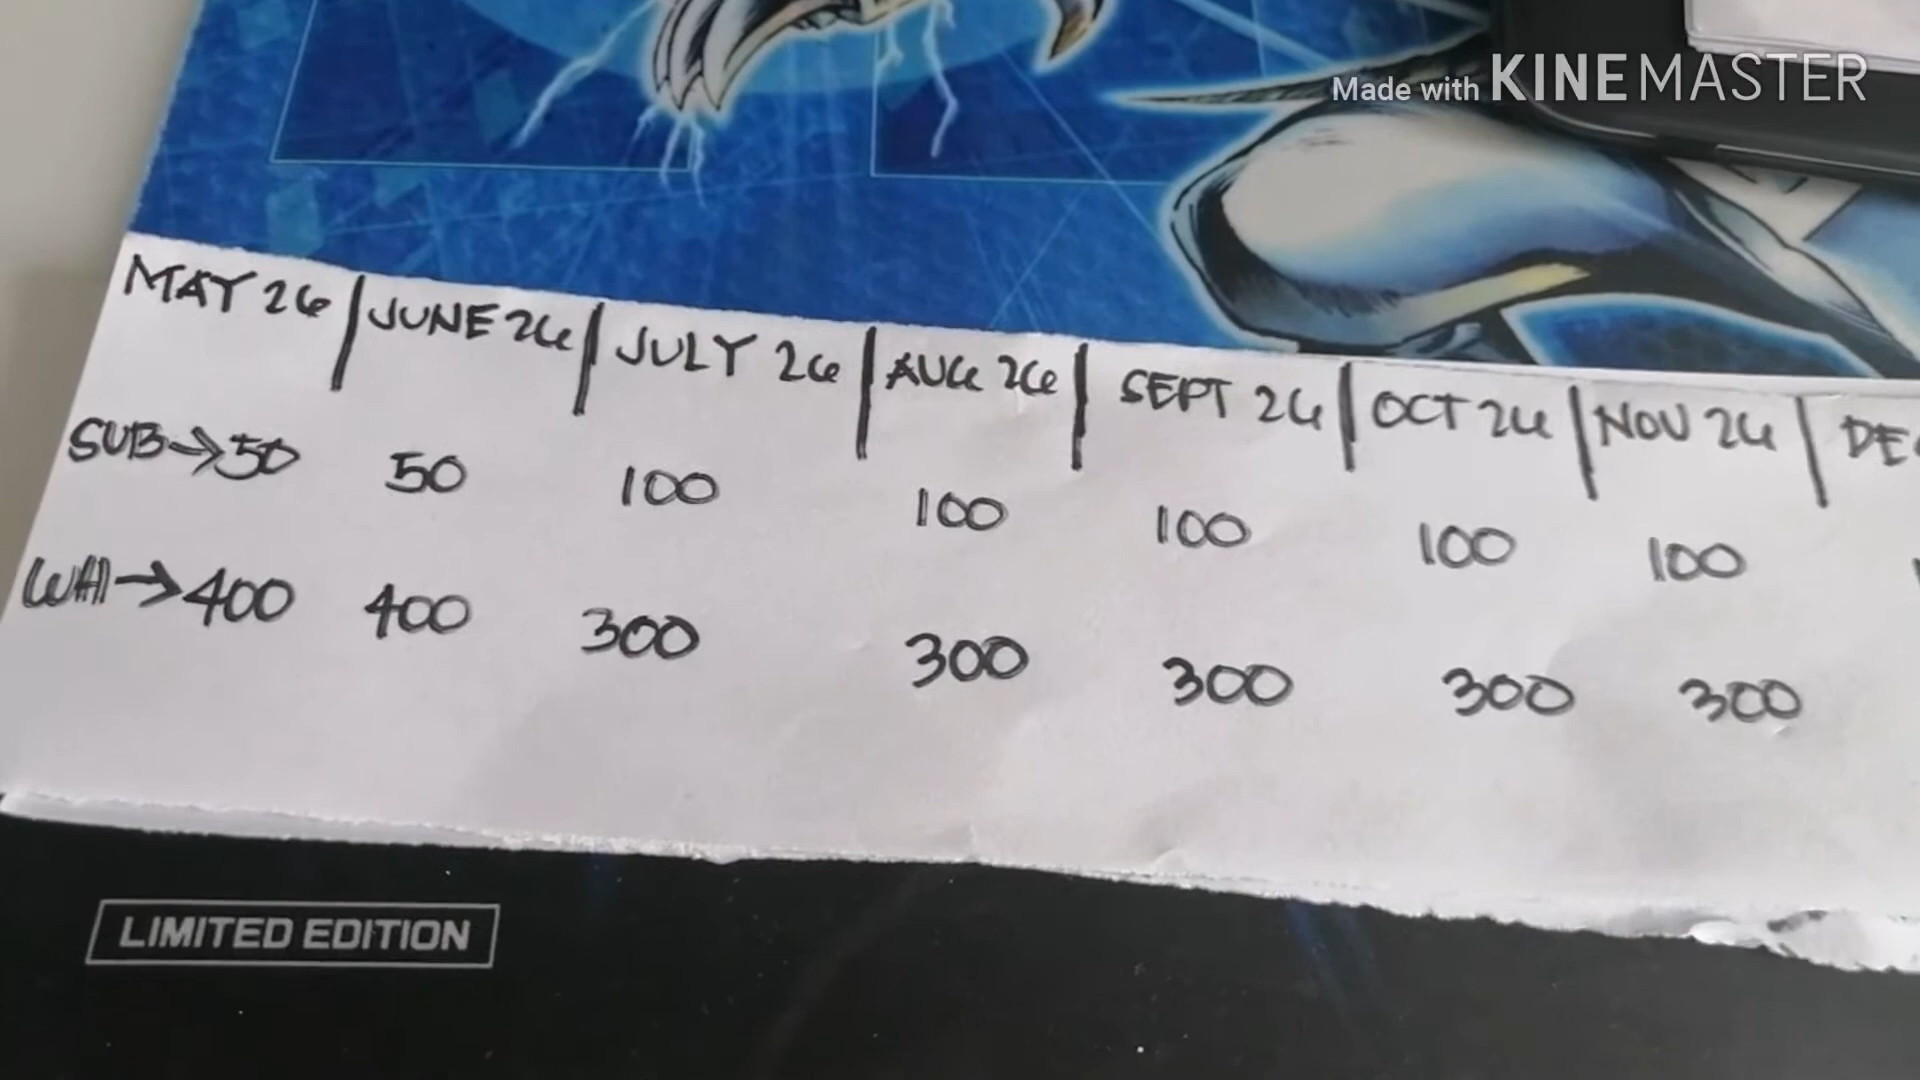 Made with KINEMASTER
MAY 26 | JUNE 26 | JULY 26 | AUG 26 | SEPT 26 | OCT 26 | NOV 26 | DE
SUB→50 50 100 100 100 100 100
400 400 300 300 300 300 300
LIMITED EDITION